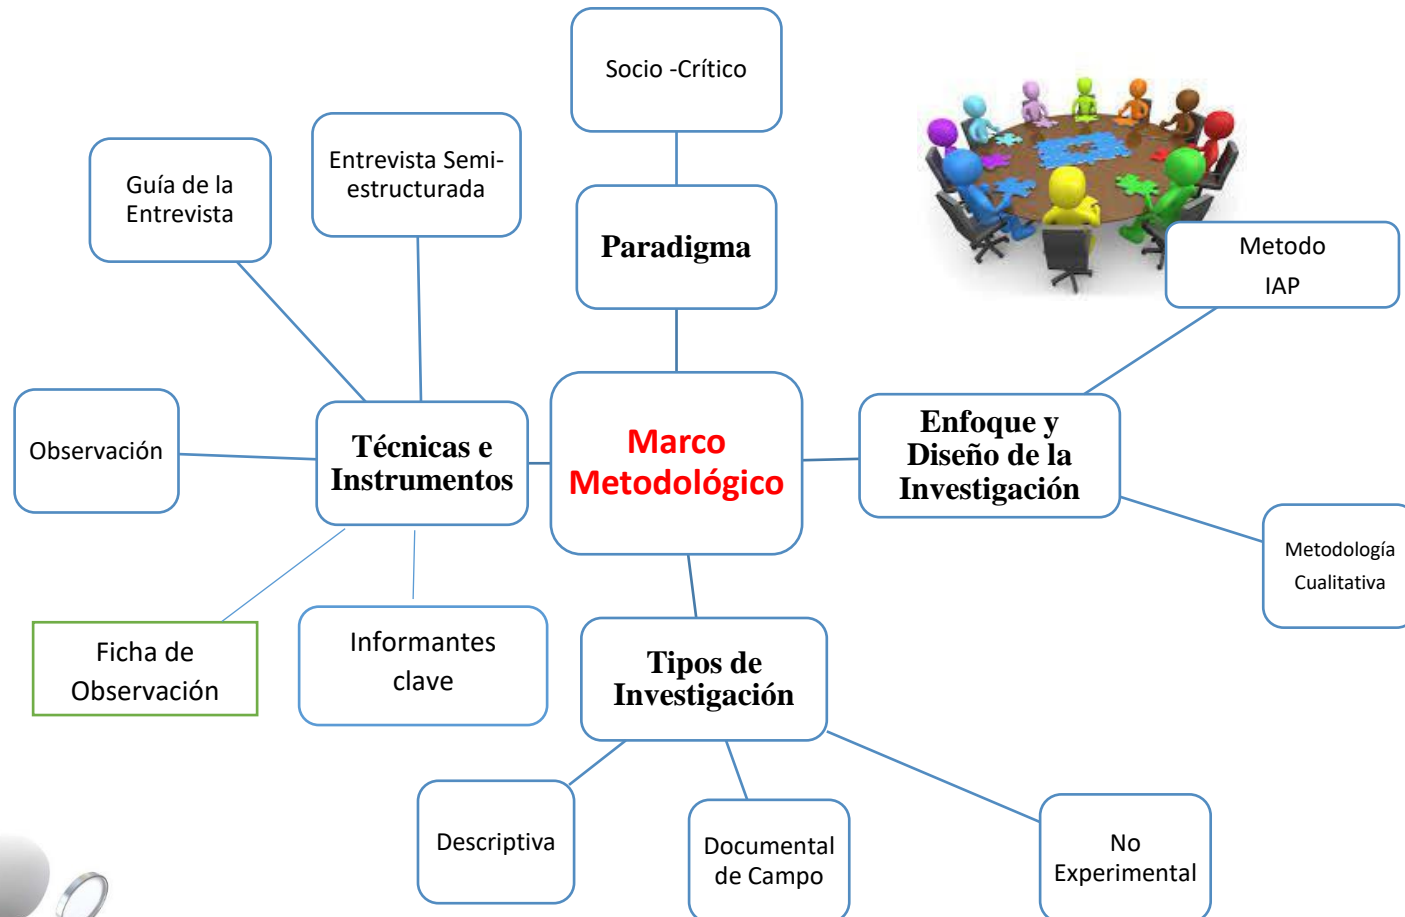 Socio -Crítico
Entrevista Semi-
estructurada
Guía de la
Entrevista
Paradigma
Metodo
IAP
Observación
Técnicas e
Instrumentos
Marco
Metodológico
Enfoque y
Diseño de la
Investigación
Metodología
Cualitativa
Ficha de
Observación
Informantes
clave
Tipos de
Investigación
Descriptiva
Documental
de Campo
No
Experimental